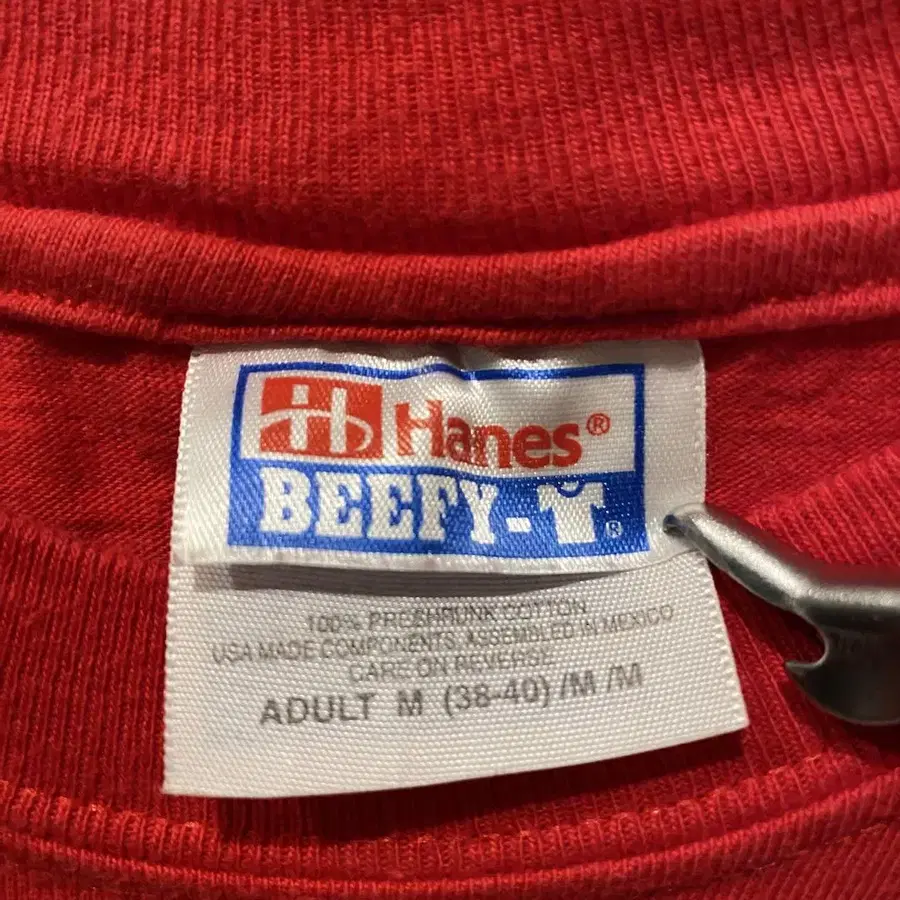 Hanes®
BEEFY-T®
100% PRESHRUNK COTTON
USA MADE COMPONENTS, ASSEMBLED IN MEXICO
CARE ON REVERSE
ADULT M (38-40) /M /M